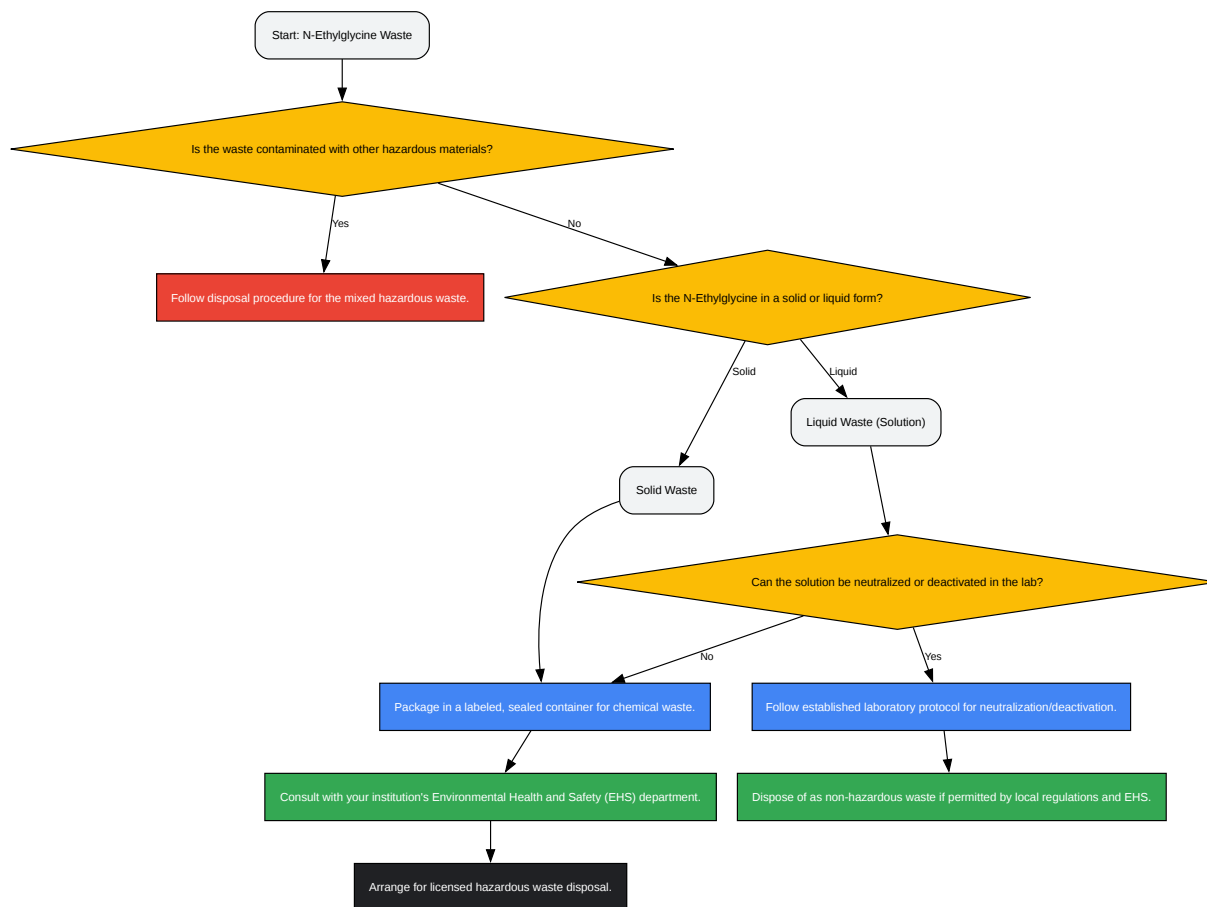 Start: N-Ethylglycine Waste
Is the waste contaminated with other hazardous materials?
Yes
No
Follow disposal procedure for the mixed hazardous waste.
Is the N-Ethylglycine in a solid or liquid form?
Solid
Liquid
Liquid Waste (Solution)
Solid Waste
Can the solution be neutralized or deactivated in the lab?
No
Yes
Package in a labeled, sealed container for chemical waste.
Follow established laboratory protocol for neutralization/deactivation.
Consult with your institution's Environmental Health and Safety (EHS) department.
Dispose of as non-hazardous waste if permitted by local regulations and EHS.
Arrange for licensed hazardous waste disposal.